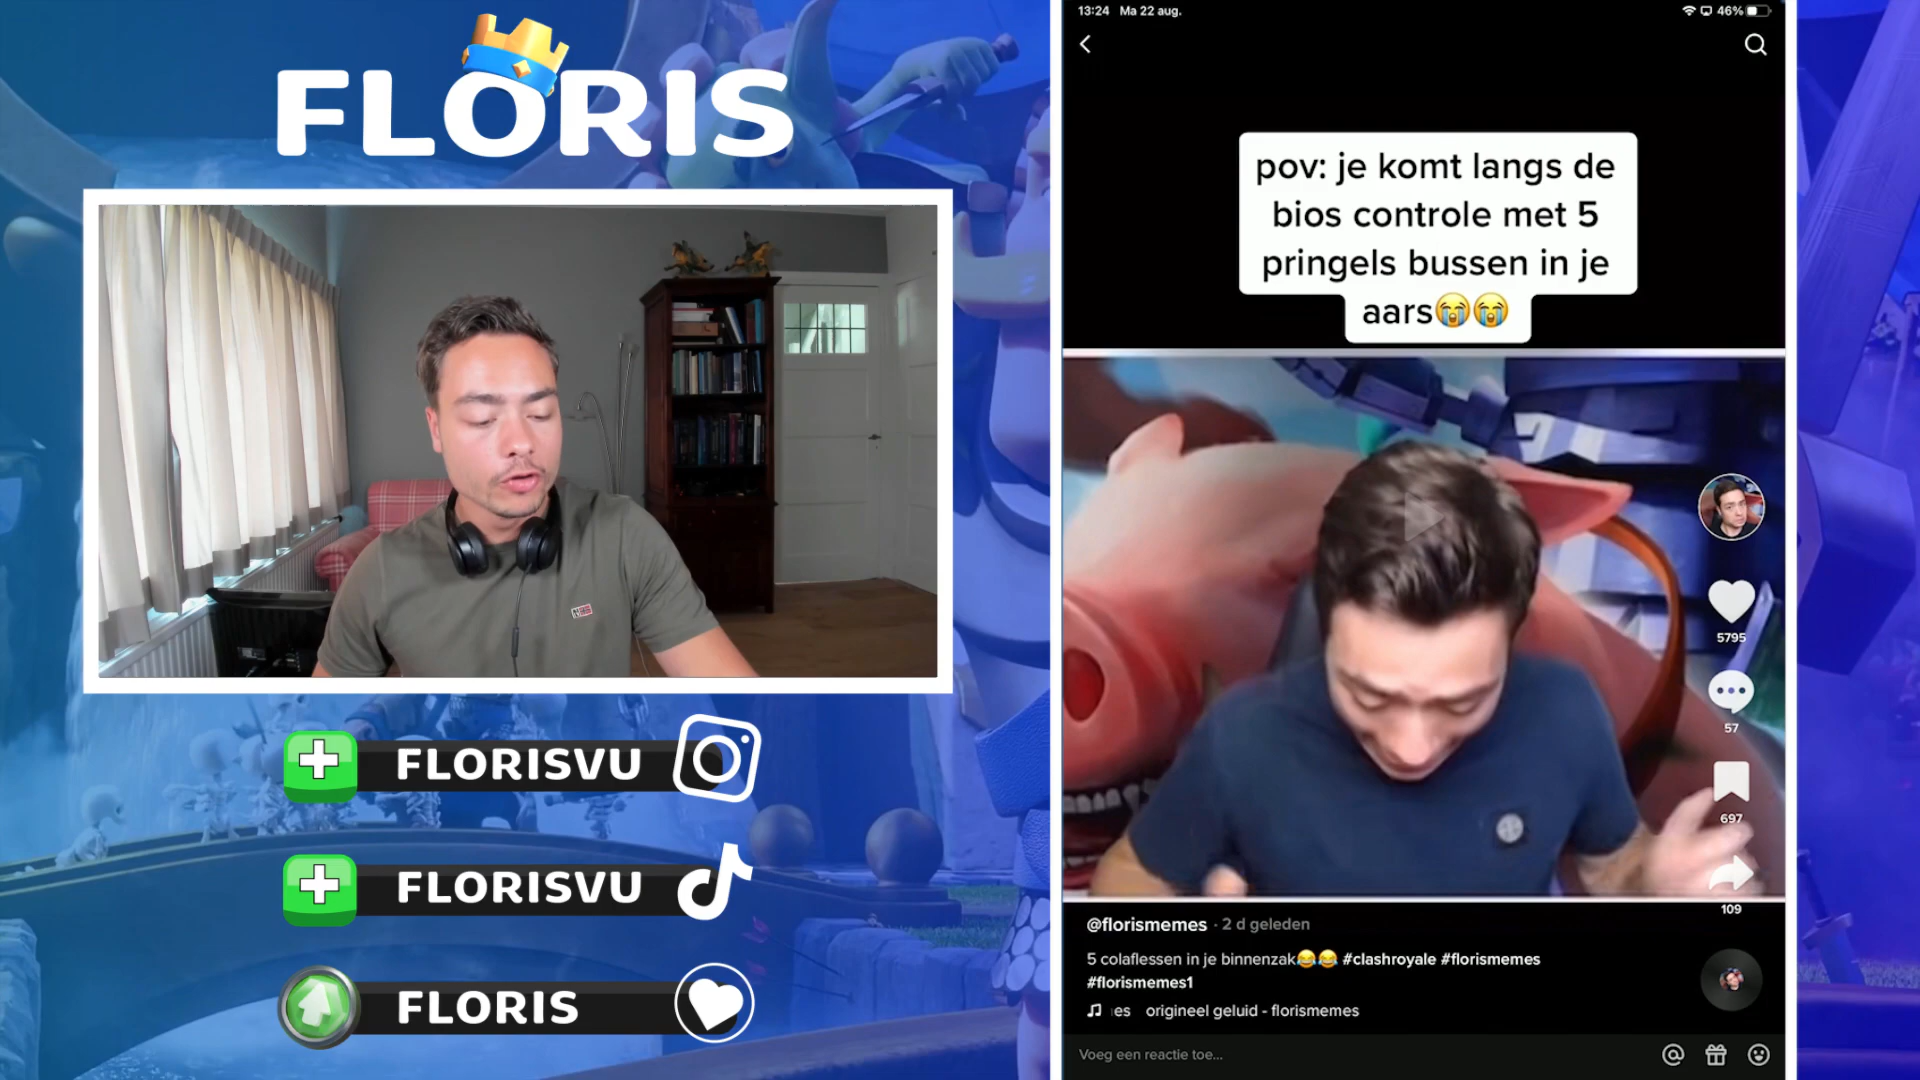 FLORIS
FLORISVU
FLORISVU
FLORIS
13:24 Ma 22 aug.
46%
pov: je komt langs de
bios controle met 5
pringels bussen in je
aars😭😭
5795
57
697
109
@florismemes · 2 d geleden
5 colaflessen in je binnenzak😂😂 #clashroyale #florismemes
#florismemes1
es origineel geluid - florismemes
Voeg een reactie toe...